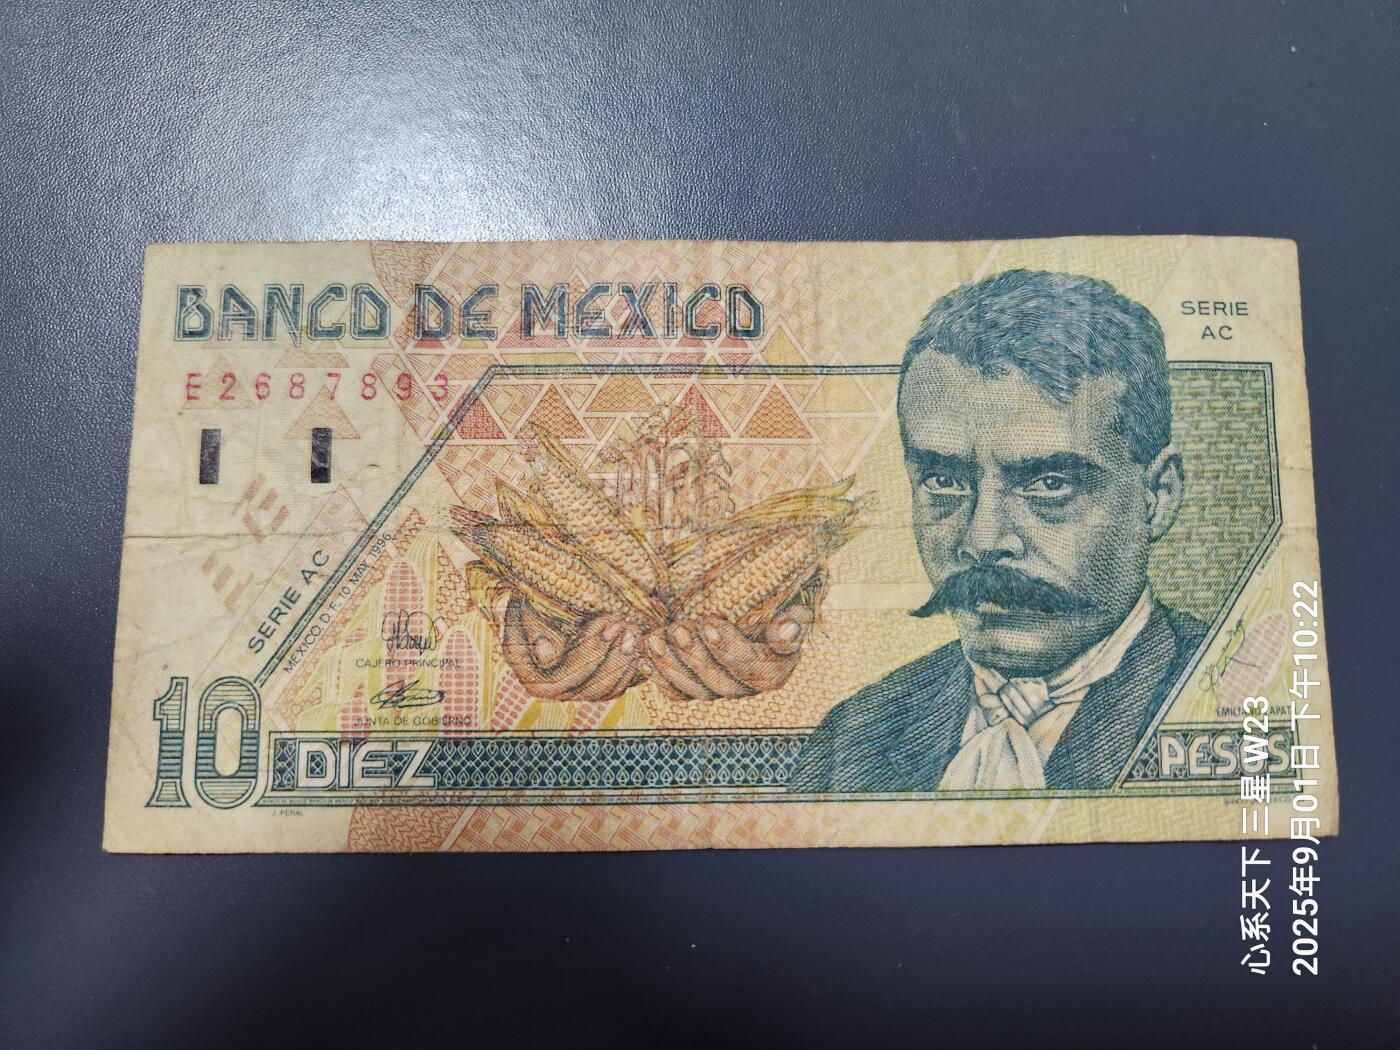 BANCO DE MEXICO
SERIE
AC
E2687893
SERIE AC
MEXICO D.F. 10 MAY. 1996
CAJERO PRINCIPAL
JUNTA DE GOBIERNO
10
DIEZ
PESOS
J. PERAL
心系天下 三星 W23
2025年9月01日 下午10:22